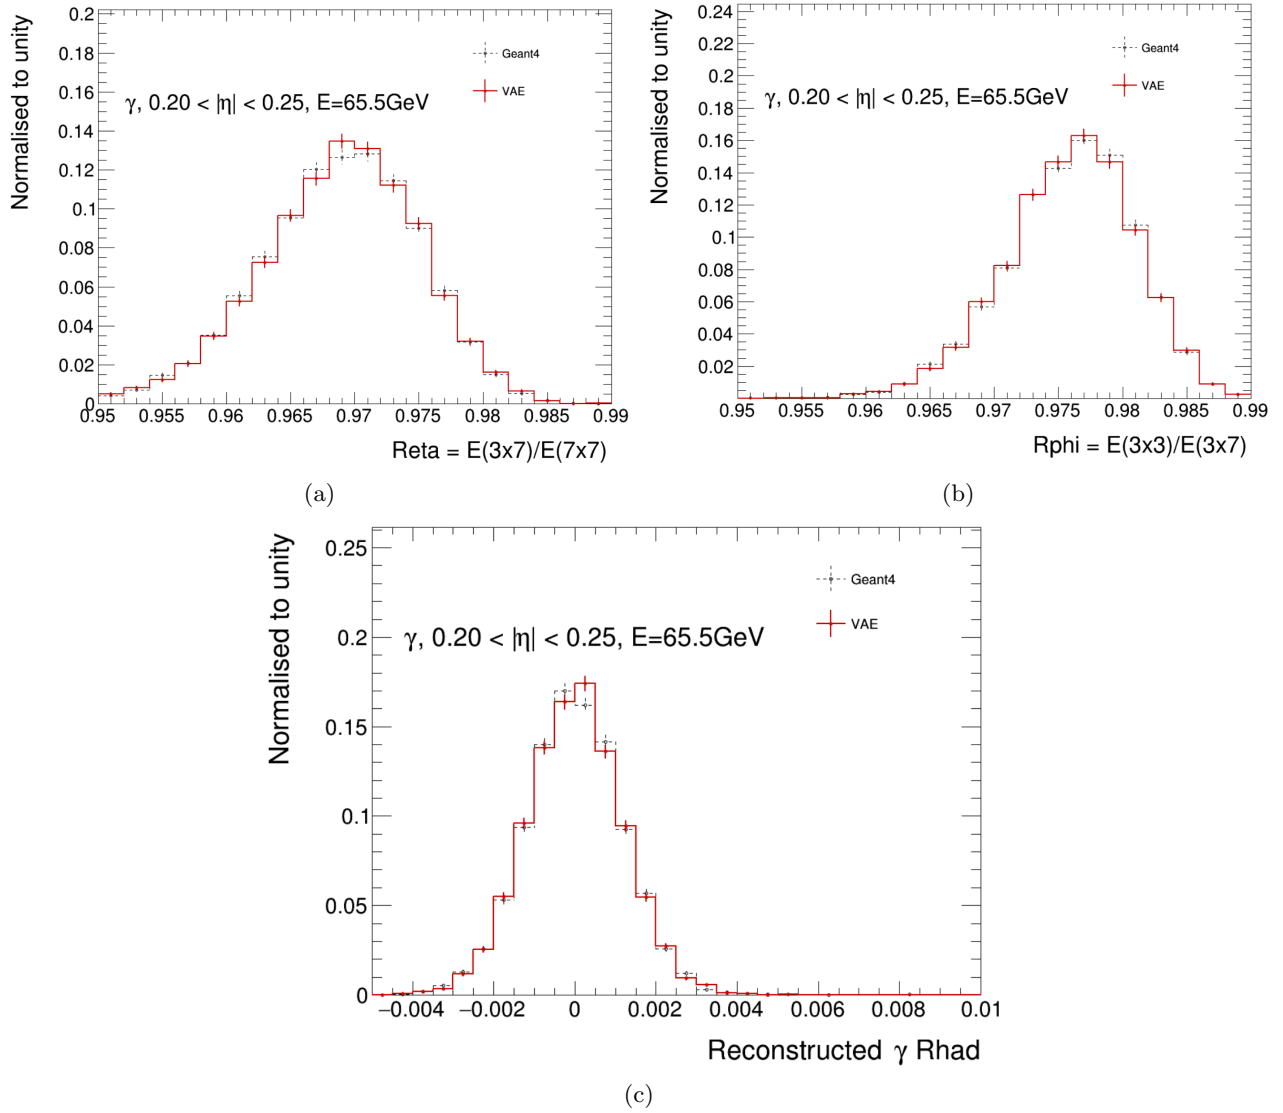 Normalised to unity
0.2
0.18
0.16
0.14
0.12
0.1
0.08
0.06
0.04
0.02
0
Geant4
VAE
γ, 0.20 < |η| < 0.25, E=65.5GeV
0.95 0.955 0.96 0.965 0.97 0.975 0.98 0.985 0.99
Reta = E(3x7)/E(7x7)
(a)
Normalised to unity
0.24
0.22
0.2
0.18
0.16
0.14
0.12
0.1
0.08
0.06
0.04
0.02
Geant4
VAE
γ, 0.20 < |η| < 0.25, E=65.5GeV
0.95 0.955 0.96 0.965 0.97 0.975 0.98 0.985 0.99
Rphi = E(3x3)/E(3x7)
(b)
Normalised to unity
0.25
0.2
0.15
0.1
0.05
0
Geant4
VAE
γ, 0.20 < |η| < 0.25, E=65.5GeV
−0.004 −0.002 0 0.002 0.004 0.006 0.008 0.01
Reconstructed γ Rhad
(c)